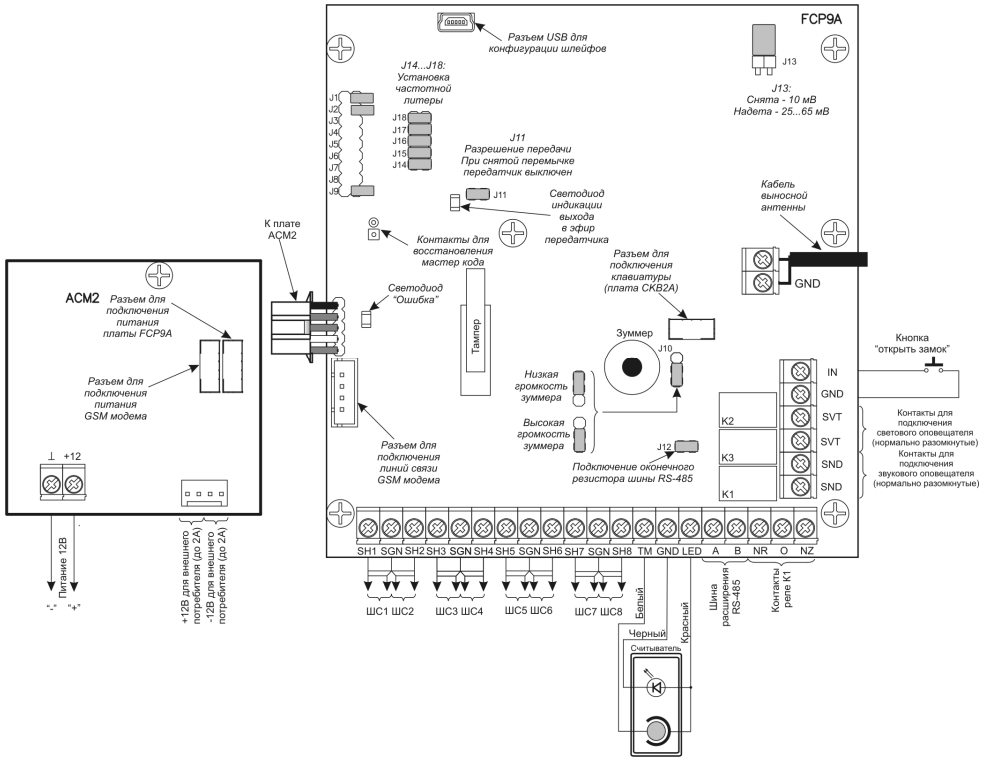 FCP9A
Разъем USB для
конфигурации шлейфов
J13
J13:
Снята - 10 мВ
Надета - 25...65 мВ
J14...J18:
Установка
частотной
литеры
J1
J2
J3
J4
J5
J6
J7
J8
J9
J18
J17
J16
J15
J14
J11
Разрешение передачи
При снятой перемычке
передатчик выключен
J11
Светодиод
индикации
выхода
в эфир
передатчика
Кабель
выносной
антенны
GND
К плате
ACM2
Контакты для
восстановления
мастер кода
Светодиод
"Ошибка"
Разъем для
подключения
клавиатуры
(плата СКВ2А)
ACM2
Разъем для
подключения
питания
платы FCP9A
Разъем для
подключения
питания
GSM модема
Тампер
Зуммер
J10
Низкая
громкость
зуммера
Высокая
громкость
зуммера
J12
Подключение оконечного
резистора шины RS-485
Разъем для
подключения
линий связи
GSM модема
K2
K3
K1
IN
GND
SVT
SVT
SND
SND
Кнопка
“открыть замок”
Контакты для
подключения
светового оповещателя
(нормально разомкнутые)
Контакты для
подключения
звукового оповещателя
(нормально разомкнутые)
⊥ +12
Питание 12В
“-” “+”
+12В для внешнего
потребителя (до 2А)
-12В для внешнего
потребителя (до 2А)
SH1 SGN SH2 SH3 SGN SH4 SH5 SGN SH6 SH7 SGN SH8 TM GND LED A B NR O NZ
ШС1 ШС2 ШС3 ШС4 ШС5 ШС6 ШС7 ШС8
Белый
Черный
Красный
Шина
расширения
RS-485
Контакты
реле К1
Считыватель